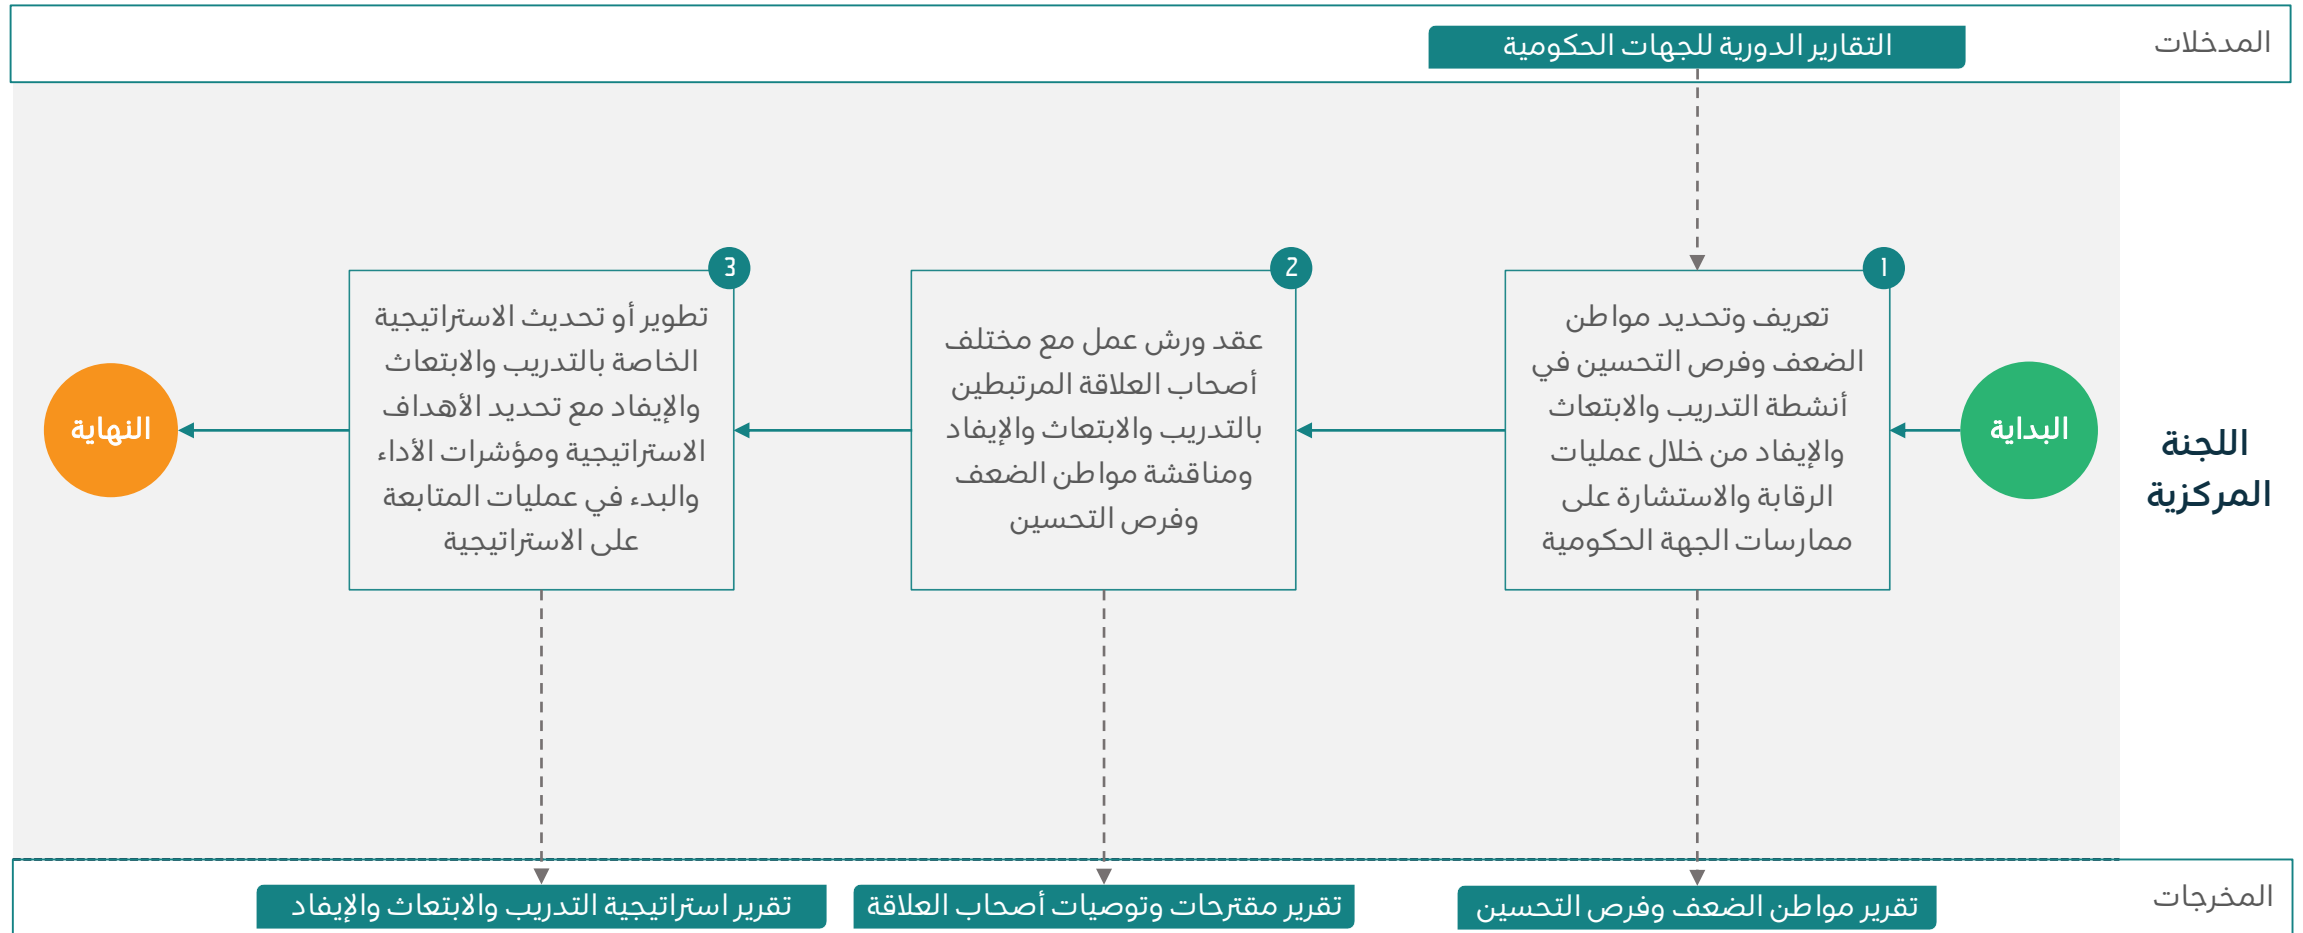 المدخلات
التقارير الدورية للجهات الحكومية
اللجنة
المركزية
البداية
1
تعريف وتحديد مواطن
الضعف وفرص التحسين في
أنشطة التدريب والابتعاث
والإيفاد من خلال عمليات
الرقابة والاستشارة على
ممارسات الجهة الحكومية
2
عقد ورش عمل مع مختلف
أصحاب العلاقة المرتبطين
بالتدريب والابتعاث والإيفاد
ومناقشة مواطن الضعف
وفرص التحسين
3
تطوير أو تحديث الاستراتيجية
الخاصة بالتدريب والابتعاث
والإيفاد مع تحديد الأهداف
الاستراتيجية ومؤشرات الأداء
والبدء في عمليات المتابعة
على الاستراتيجية
النهاية
المخرجات
تقرير مواطن الضعف وفرص التحسين
تقرير مقترحات وتوصيات أصحاب العلاقة
تقرير استراتيجية التدريب والابتعاث والإيفاد